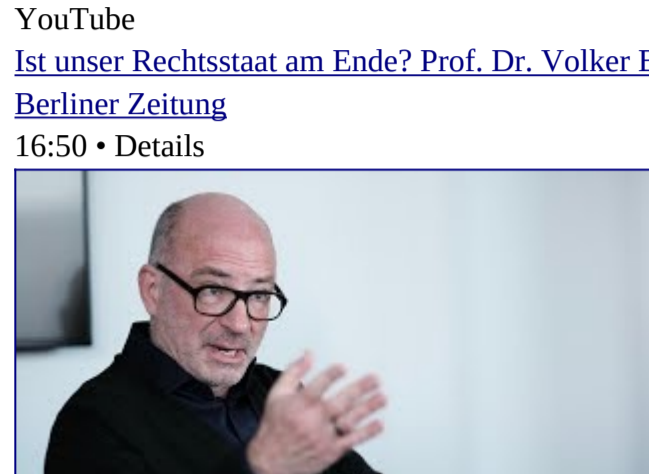 YouTube
Ist unser Rechtsstaat am Ende? Prof. Dr. Volker
Berliner Zeitung
16:50 • Details